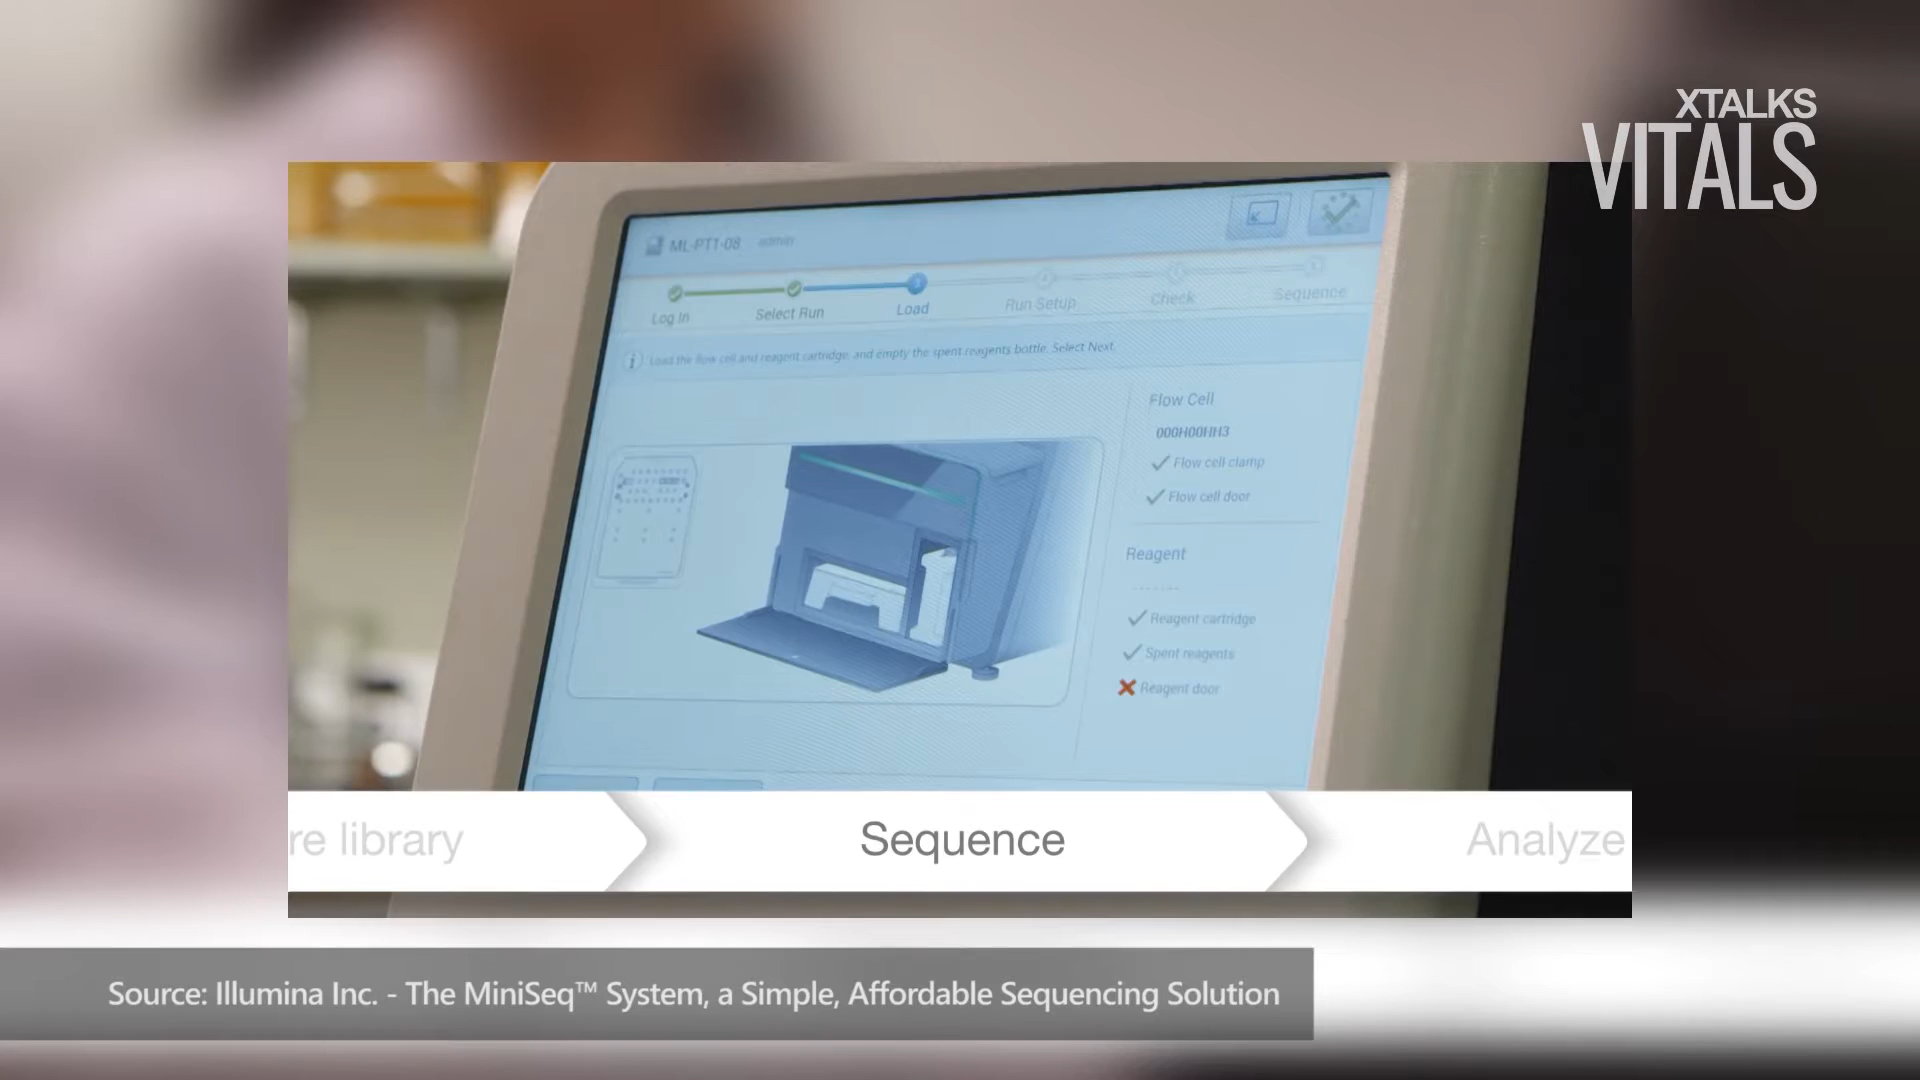 XTALKS
VITALS
ML-PTT-08 admin
Log In
Select Run
Load
Run Setup
Check
Sequence
Load the flow cell and reagent cartridge, and empty the spent reagents bottle. Select Next.
Flow Cell
000H00HH3
Flow cell clamp
Flow cell door
Reagent
Reagent cartridge
Spent reagents
Reagent door
re library
Sequence
Analyze
Source: Illumina Inc. - The MiniSeq™ System, a Simple, Affordable Sequencing Solution